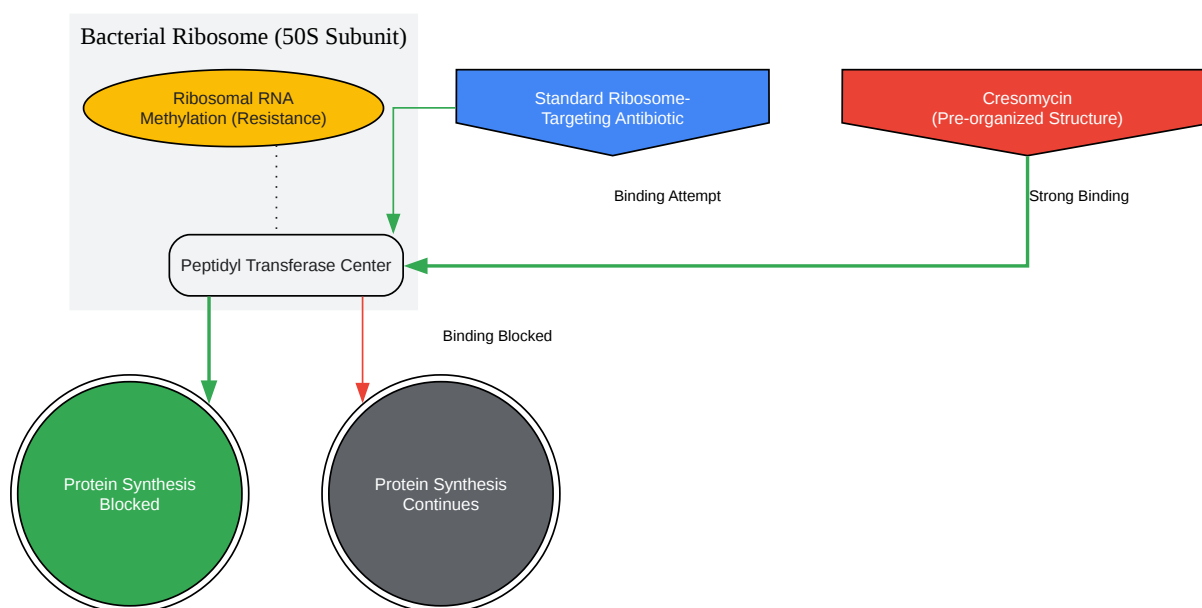 Bacterial Ribosome (50S Subunit)
Ribosomal RNA
Methylation (Resistance)
Standard Ribosome-
Targeting Antibiotic
Cresomycin
(Pre-organized Structure)
Binding Attempt
Strong Binding
Peptidyl Transferase Center
Binding Blocked
Protein Synthesis
Blocked
Protein Synthesis
Continues